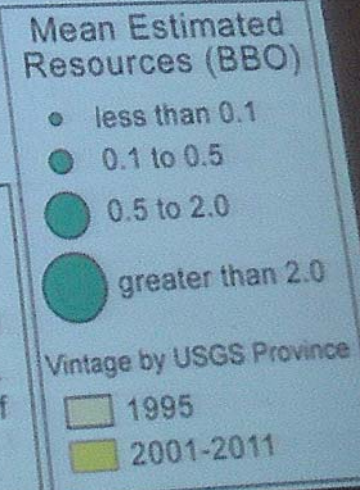 Mean Estimated
Resources (BBO)
less than 0.1
0.1 to 0.5
0.5 to 2.0
greater than 2.0
Vintage by USGS Province
1995
2001-2011
f